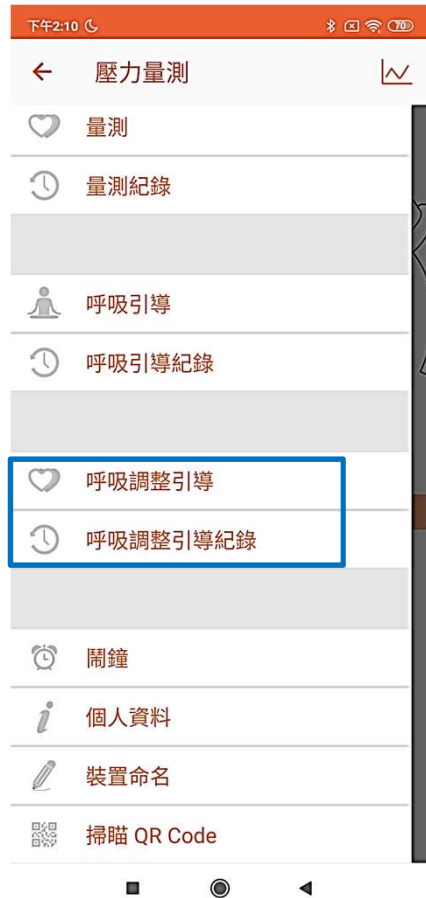 下午2:10
70
壓力量測
量測
量測紀錄
呼吸引導
呼吸引導紀錄
呼吸調整引導
呼吸調整引導紀錄
鬧鐘
個人資料
裝置命名
掃瞄 QR Code